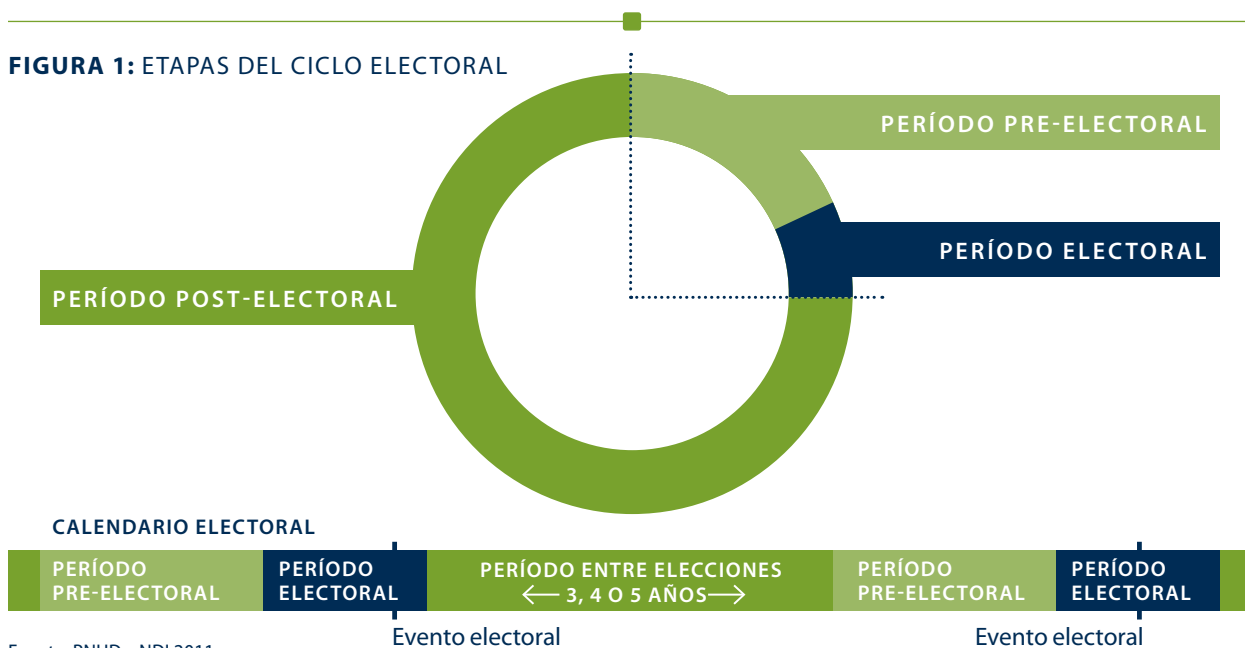 FIGURA 1: ETAPAS DEL CICLO ELECTORAL
PERÍODO PRE-ELECTORAL
PERÍODO ELECTORAL
PERÍODO POST-ELECTORAL
CALENDARIO ELECTORAL
PERÍODO
PRE-ELECTORAL
PERÍODO
ELECTORAL
PERÍODO ENTRE ELECCIONES
3, 4 O 5 AÑOS
PERÍODO
PRE-ELECTORAL
PERÍODO
ELECTORAL
Evento electoral
Evento electoral